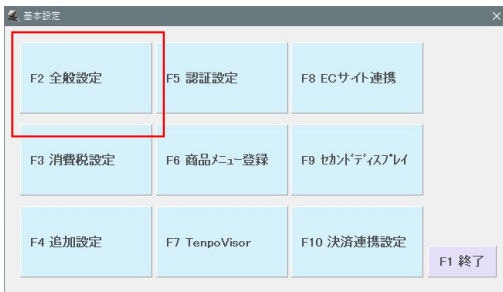 基本設定
F2 全般設定
F5 認証設定
F8 ECサイト連携
F3 消費税設定
F6 商品メニュー登録
F9 セカンドディスプレイ
F4 追加設定
F7 TenpoVisor
F10 決済連携設定
F1 終了